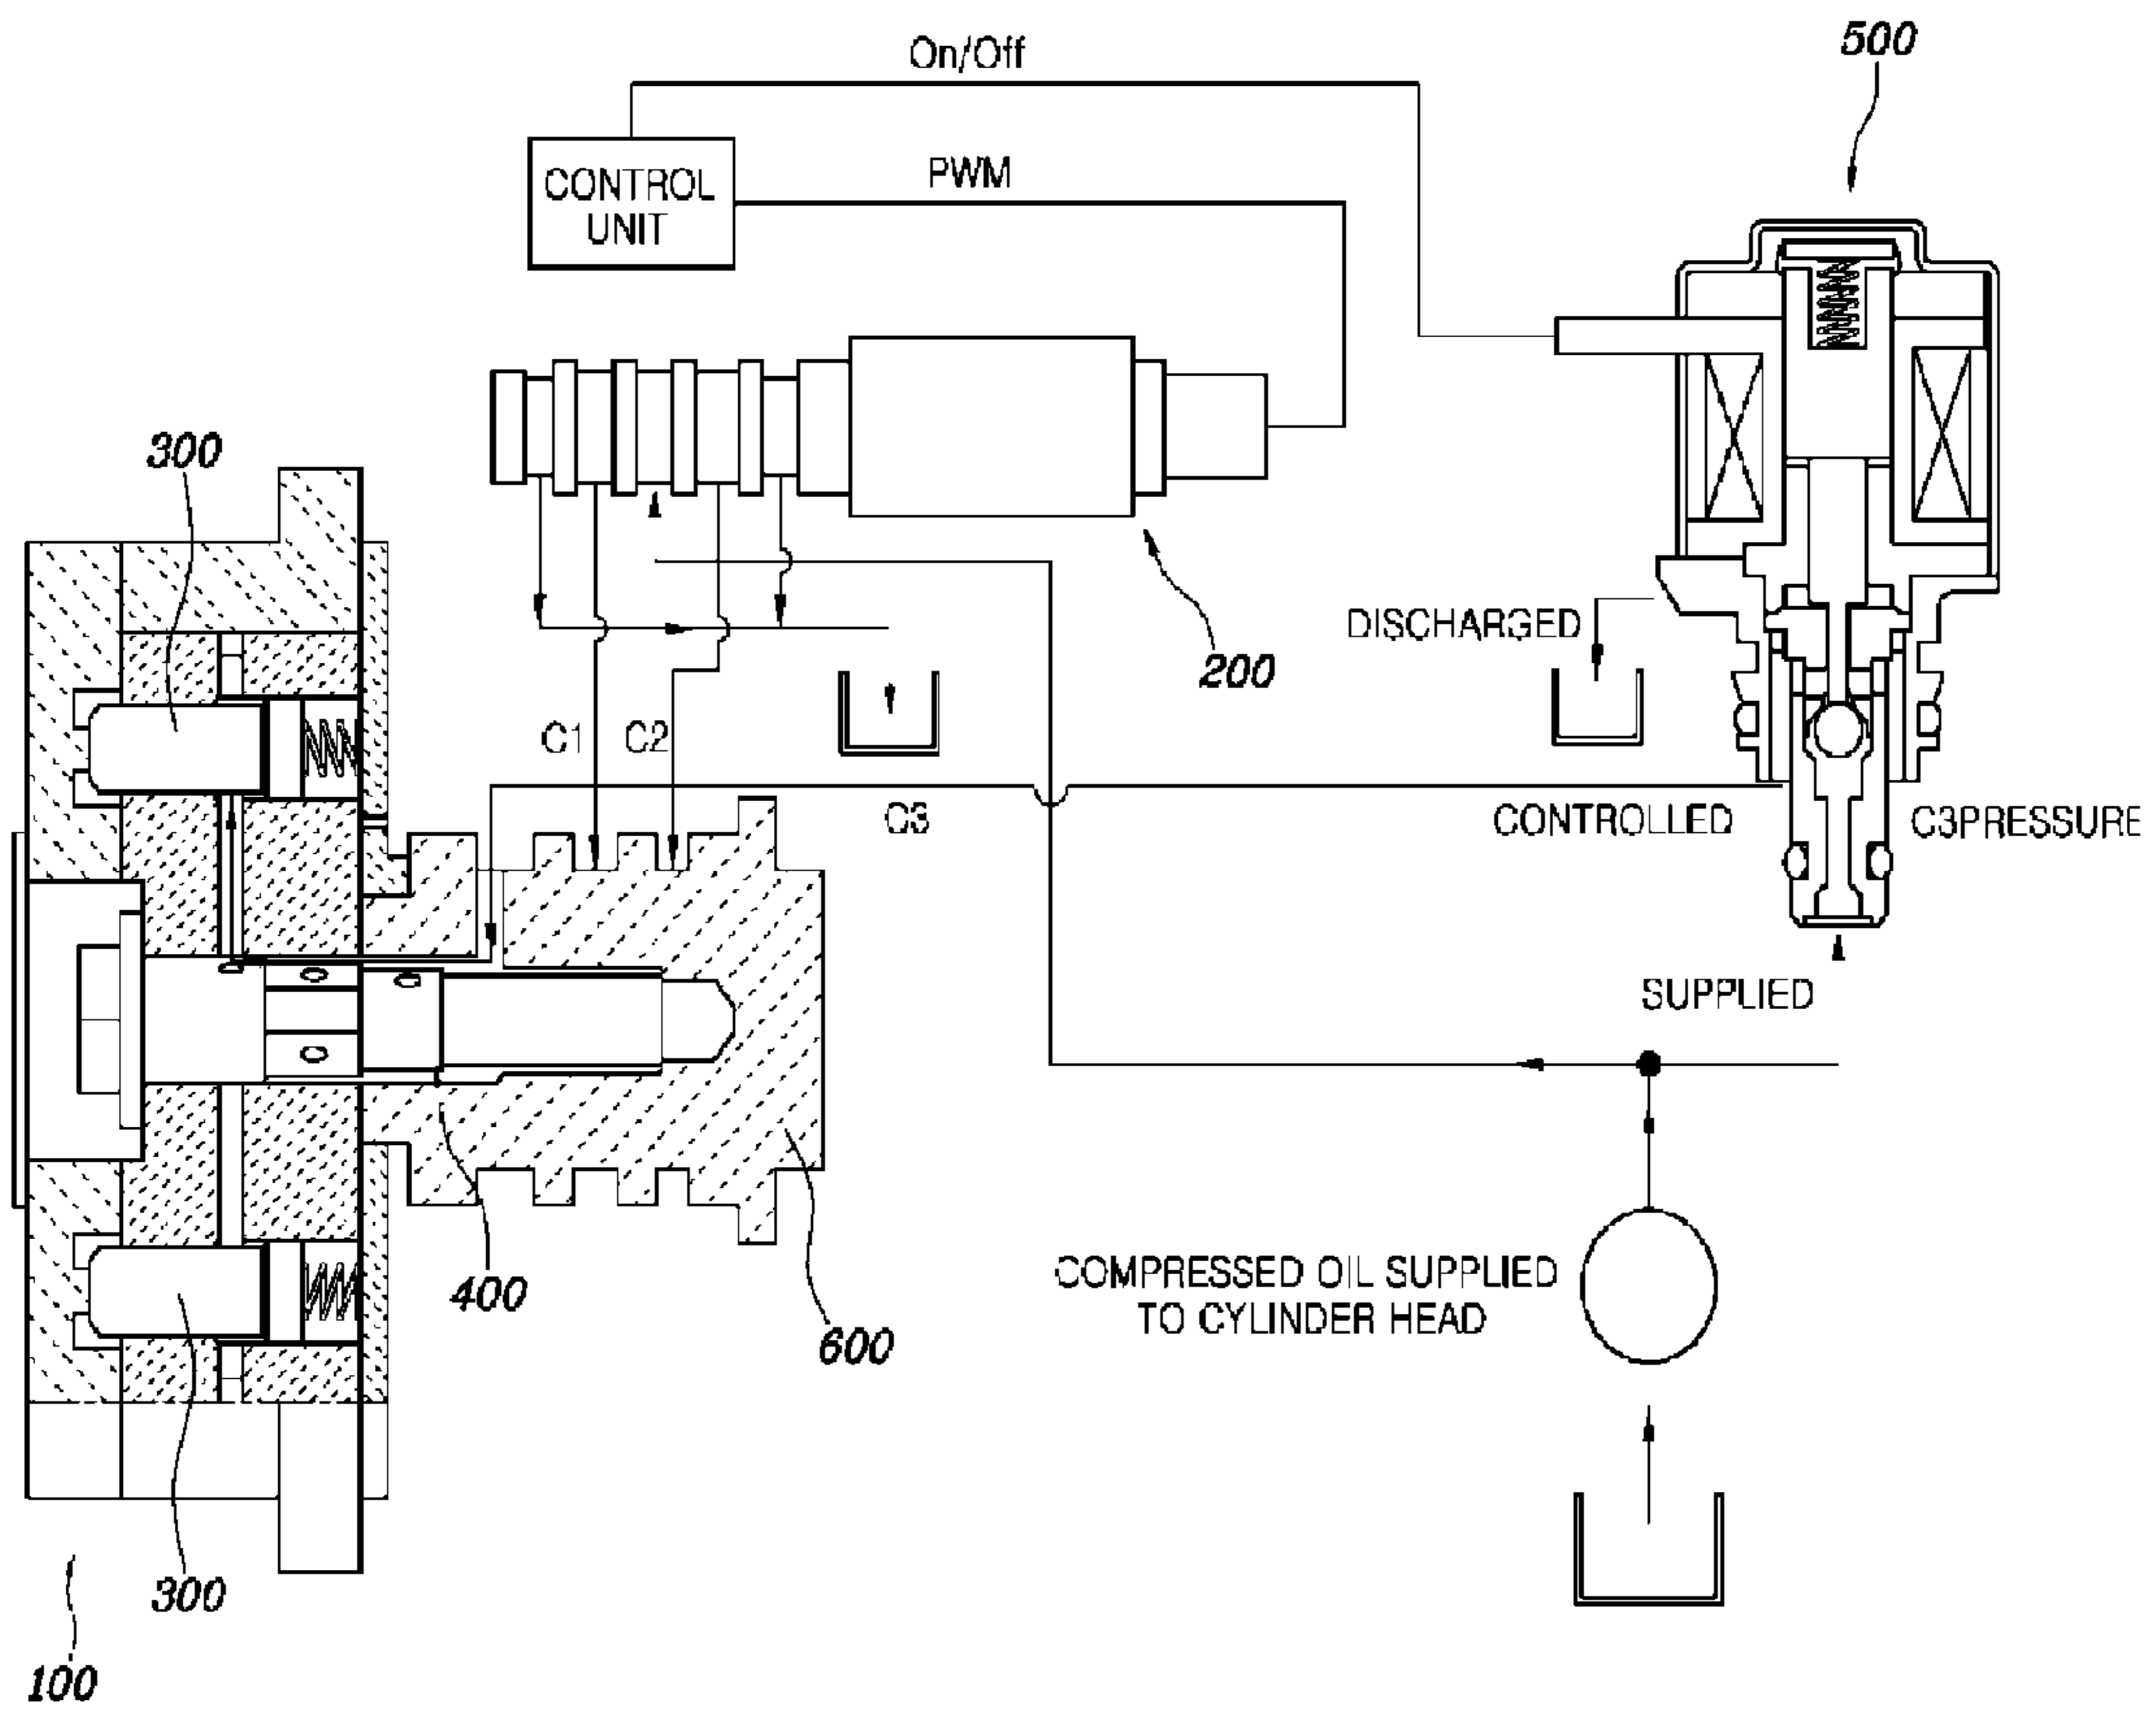 On/Off
500
PWM
CONTROL
UNIT
300
DISCHARGED
200
C1
C2
C3
CONTROLLED
C3PRESSURE
SUPPLIED
COMPRESSED OIL SUPPLIED
TO CYLINDER HEAD
400
600
300
100